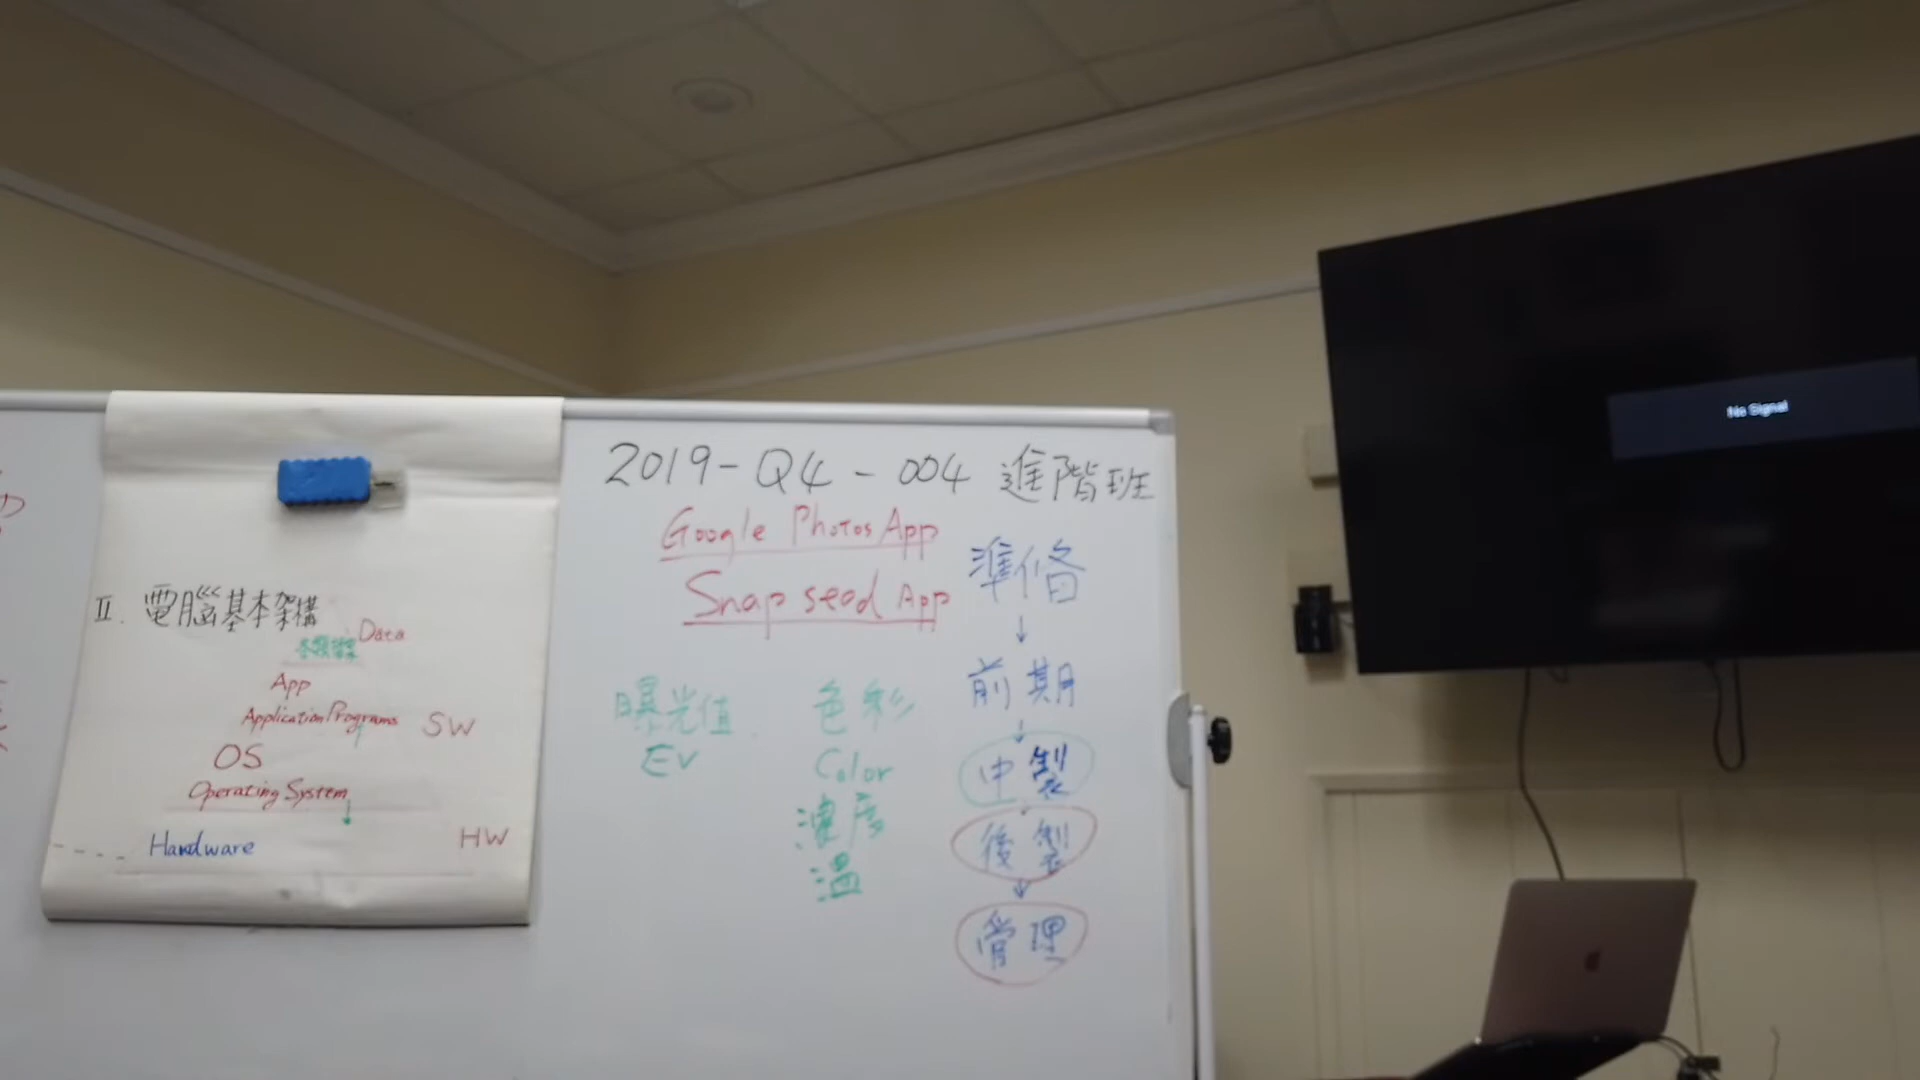 II. 電腦基本架構
Data
App
Application Programs
SW
OS
Operating System
Hardware
HW
2019-Q4-004 進階班
Google Photos App
Snap seed App
曝光值
EV
色彩
Color
濃度
溫
準備
↓
前期
↓
中製
後製
↓
管理
No Signal